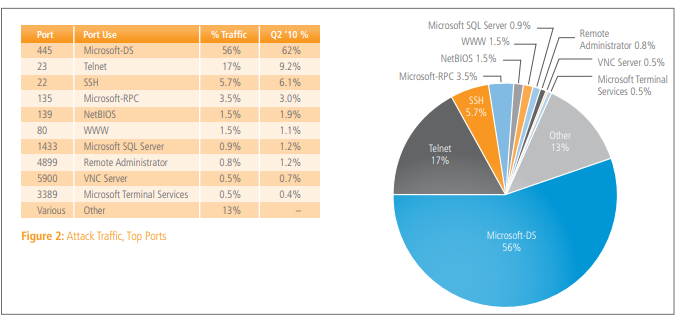 Port Port Use % Traffic Q2 '10 %
445 Microsoft-DS 56% 62%
23 Telnet 17% 9.2%
22 SSH 5.7% 6.1%
135 Microsoft-RPC 3.5% 3.0%
139 NetBIOS 1.5% 1.9%
80 WWW 1.5% 1.1%
1433 Microsoft SQL Server 0.9% 1.2%
4899 Remote Administrator 0.8% 1.2%
5900 VNC Server 0.5% 0.7%
3389 Microsoft Terminal Services 0.5% 0.4%
Various Other 13% –
Figure 2: Attack Traffic, Top Ports
Microsoft SQL Server 0.9%
WWW 1.5%
NetBIOS 1.5%
Microsoft-RPC 3.5%
Remote
Administrator 0.8%
VNC Server 0.5%
Microsoft Terminal
Services 0.5%
SSH
5.7%
Telnet
17%
Other
13%
Microsoft-DS
56%